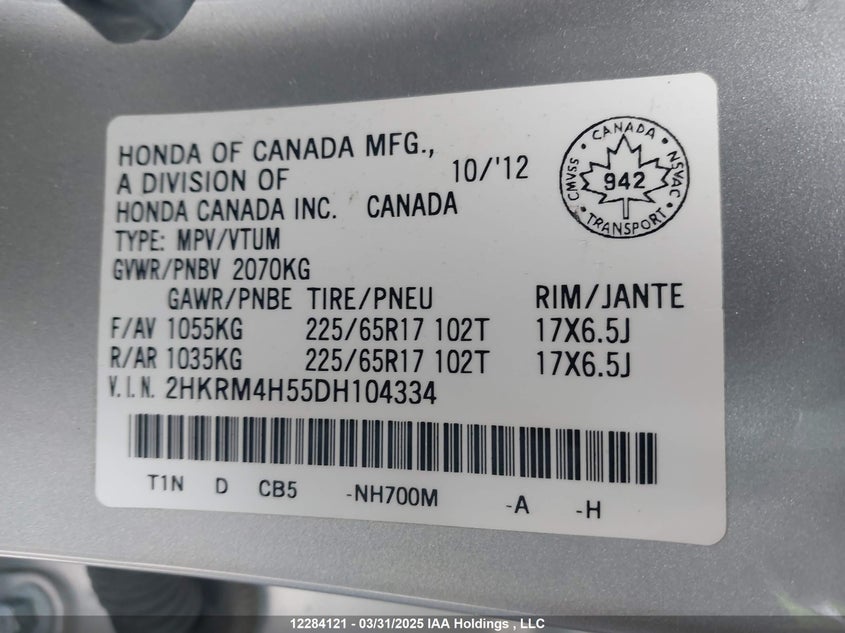 HONDA OF CANADA MFG.,
A DIVISION OF
10/'12
HONDA CANADA INC. CANADA
TYPE: MPV/VTUM
GVWR/PNBV 2070KG
GAWR/PNBE TIRE/PNEU RIM/JANTE
F/AV 1055KG 225/65R17 102T 17X6.5J
R/AR 1035KG 225/65R17 102T 17X6.5J
V.I.N. 2HKRM4H55DH104334
T1N D CB5 -NH700M -A -H
CANADA
CMVSS 942 NSVAC
TRANSPORT
12284121 - 03/31/2025 IAA Holdings , LLC